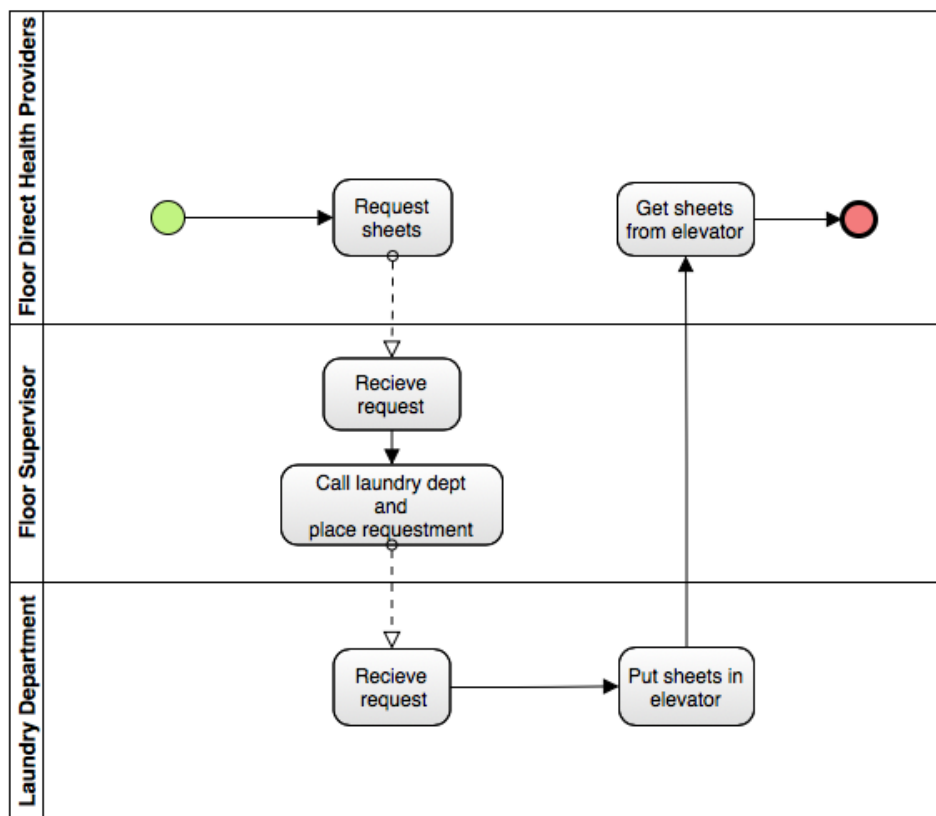 Floor Direct Health Providers
Request
sheets
Get sheets
from elevator
Floor Supervisor
Recieve
request
Call laundry dept
and
place requestment
Laundry Department
Recieve
request
Put sheets in
elevator